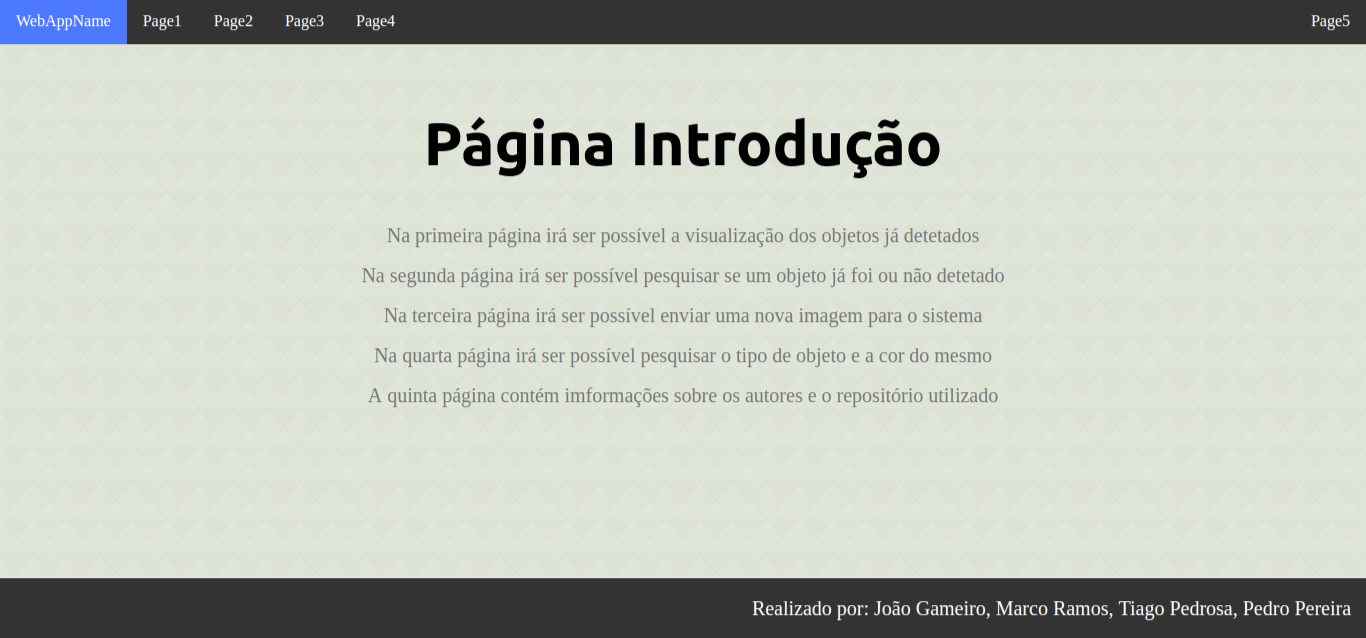 WebAppName Page1 Page2 Page3 Page4 Page5
Página Introdução
Na primeira página irá ser possível a visualização dos objetos já detetados
Na segunda página irá ser possível pesquisar se um objeto já foi ou não detetado
Na terceira página irá ser possível enviar uma nova imagem para o sistema
Na quarta página irá ser possível pesquisar o tipo de objeto e a cor do mesmo
A quinta página contém imformações sobre os autores e o repositório utilizado
Realizado por: João Gameiro, Marco Ramos, Tiago Pedrosa, Pedro Pereira